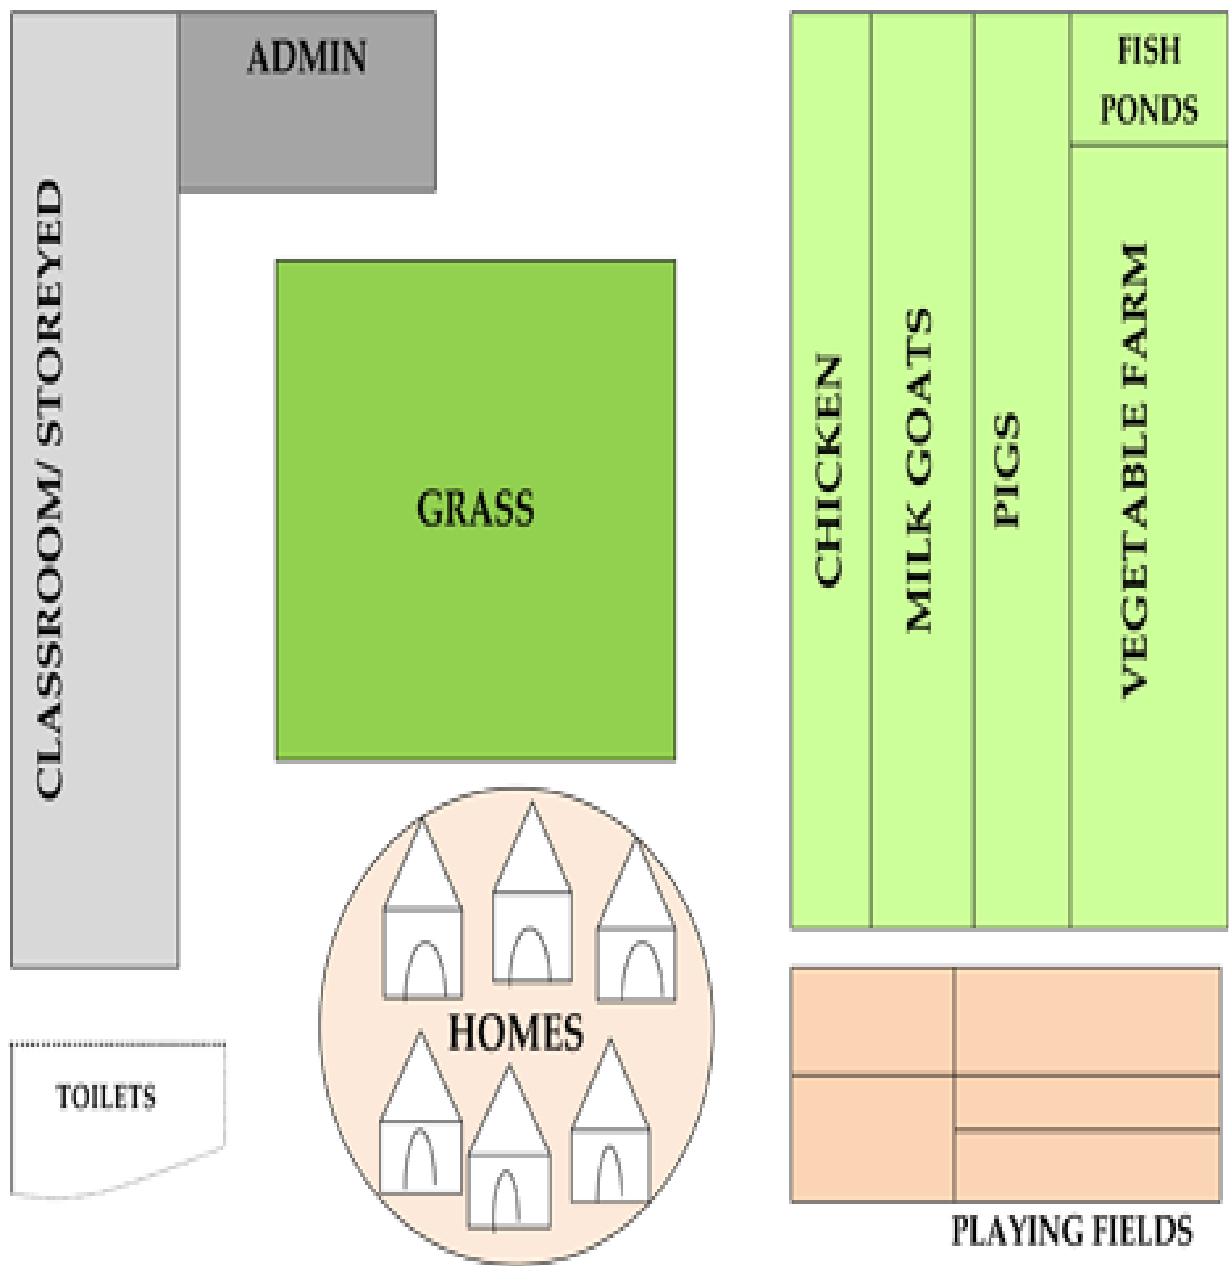 CLASSROOM/ STOREYED
ADMIN
GRASS
CHICKEN
MILK GOATS
PIGS
FISH
PONDS
VEGETABLE FARM
HOMES
TOILETS
PLAYING FIELDS